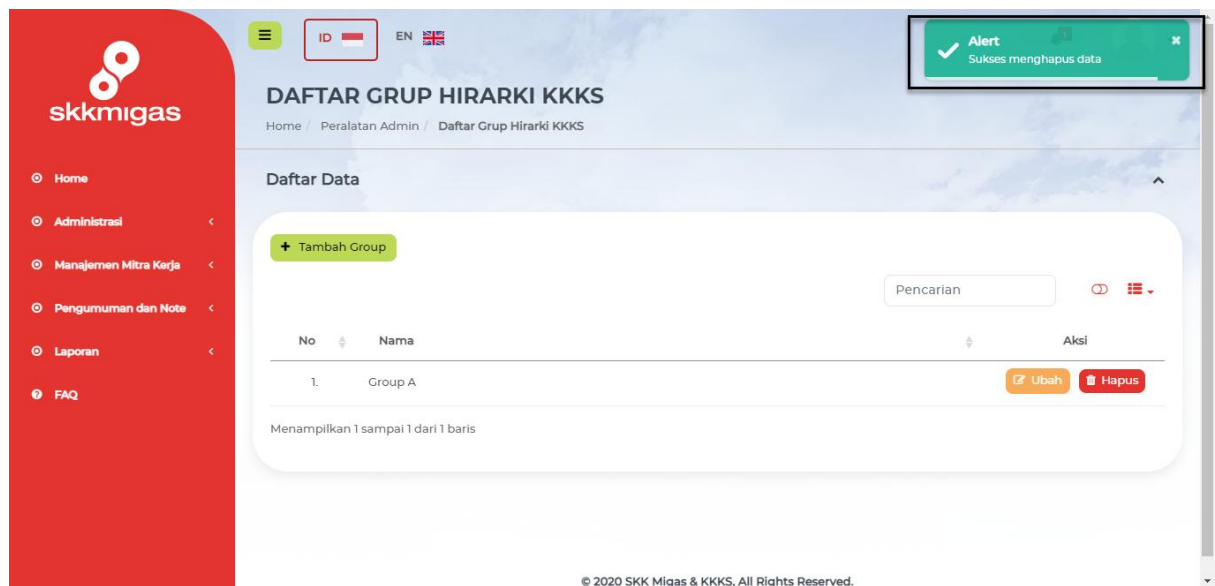 skkmigas
Home
Administrasi
Manajemen Mitra Kerja
Pengumuman dan Note
Laporan
FAQ
ID EN
Alert
Sukses menghapus data
DAFTAR GRUP HIRARKI KKKS
Home / Peralatan Admin / Daftar Grup Hirarki KKKS
Daftar Data
+ Tambah Group
Pencarian
No Nama Aksi
1. Group A Ubah Hapus
Menampilkan 1 sampai 1 dari 1 baris
© 2020 SKK Migas & KKKS, All Rights Reserved.